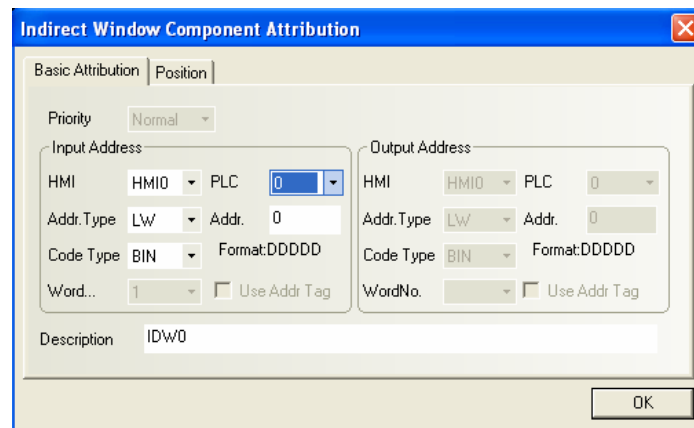 Indirect Window Component Attribution
Basic Attribution Position
Priority Normal
Input Address Output Address
HMI HMI0 PLC 0 HMI HMI0 PLC 0
Addr.Type LW Addr. 0 Addr.Type LW Addr. 0
Code Type BIN Format:DDDDD Code Type BIN Format:DDDDD
Word... 1 Use Addr Tag WordNo. Use Addr Tag
Description IDW0
OK